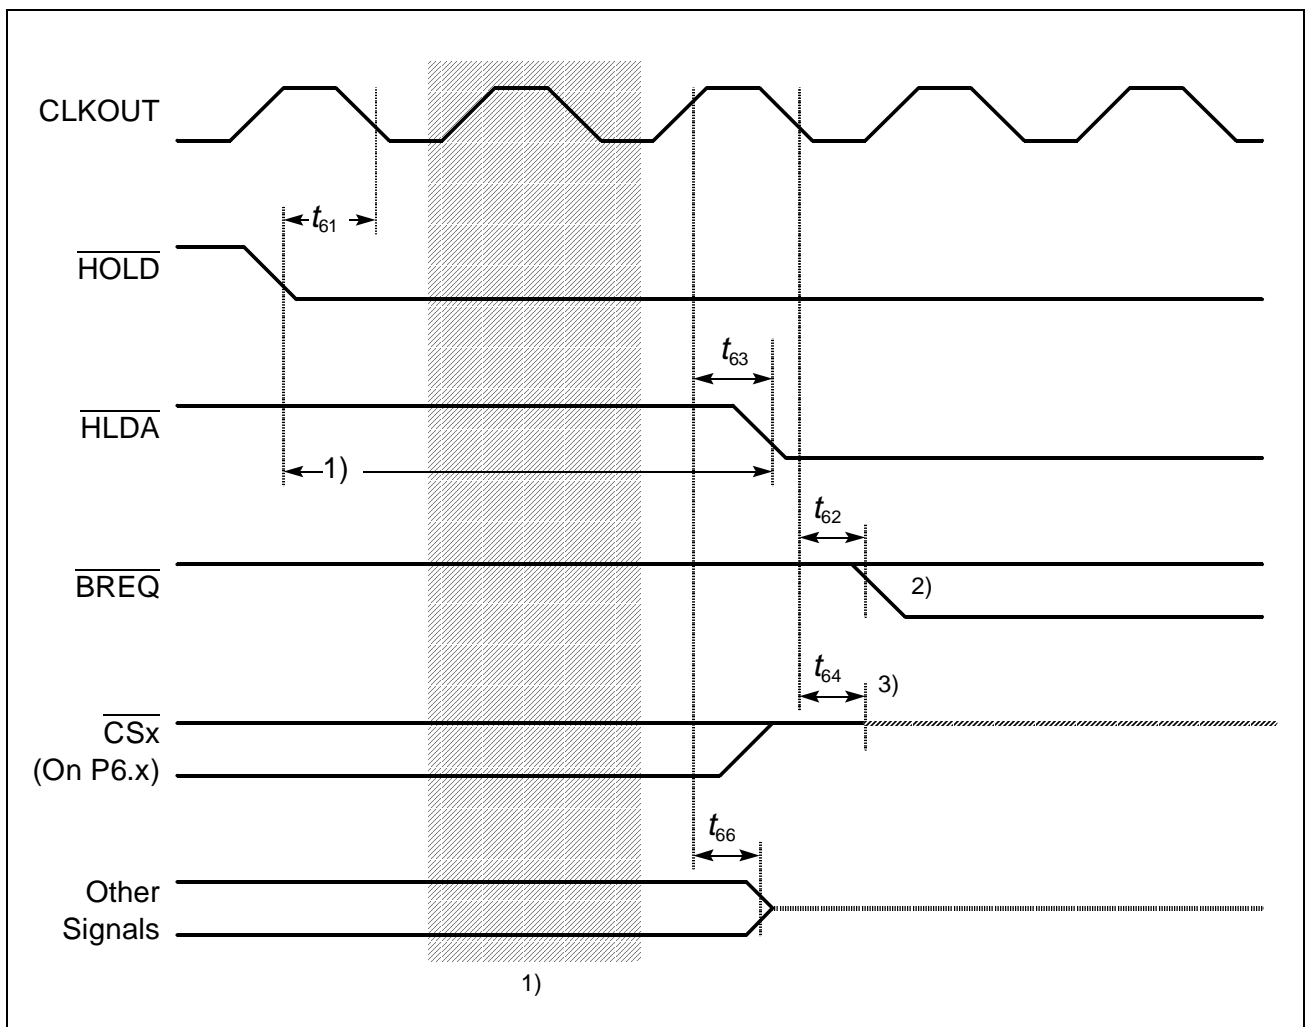 CLKOUT
t61
HOLD
t63
HLDA
1)
t62
BREQ
2)
t64
3)
CSx
(On P6.x)
t66
Other
Signals
1)